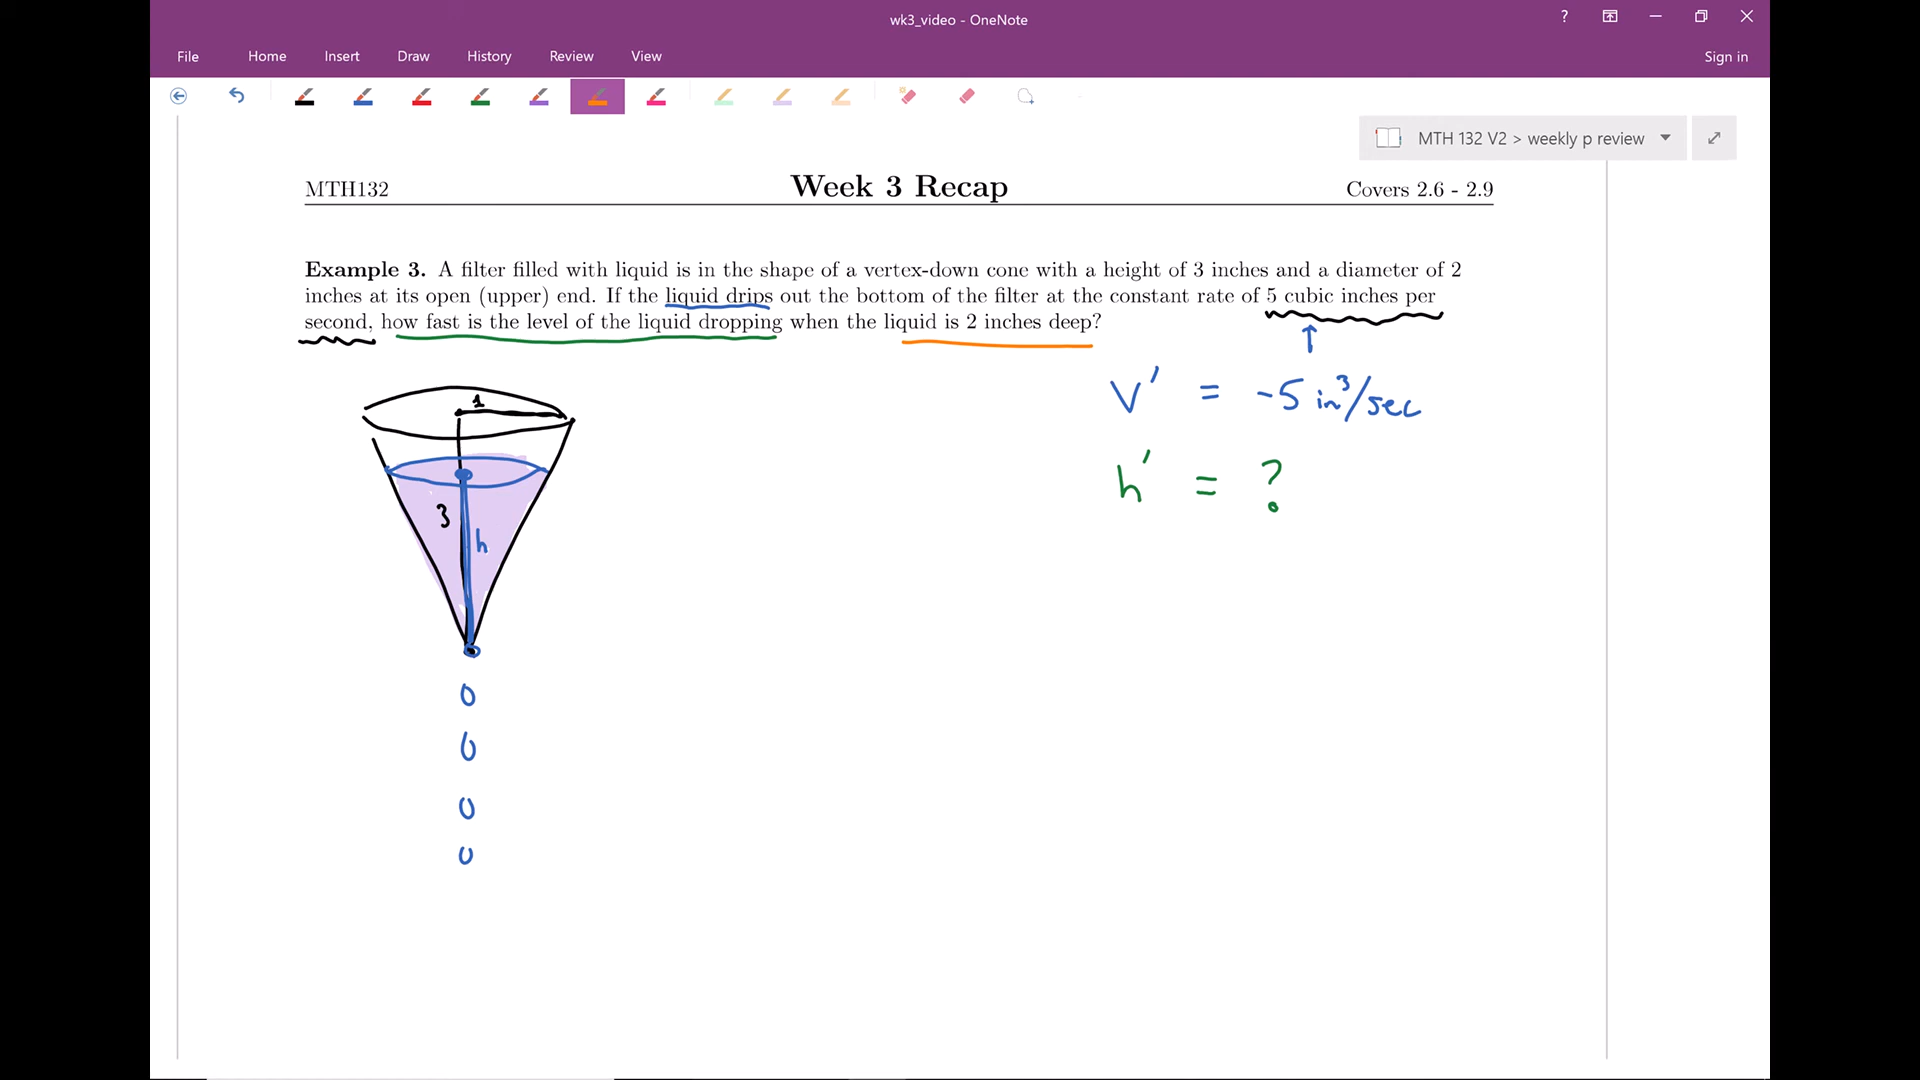 wk3_video - OneNote
?
File Home Insert Draw History Review View Sign in
MTH 132 V2 > weekly p review
MTH132 Week 3 Recap Covers 2.6 - 2.9
Example 3. A filter filled with liquid is in the shape of a vertex-down cone with a height of 3 inches and a diameter of 2
inches at its open (upper) end. If the liquid drips out the bottom of the filter at the constant rate of 5 cubic inches per
second, how fast is the level of the liquid dropping when the liquid is 2 inches deep?
V' = -5 in³/sec
1
h' = ?
3
h